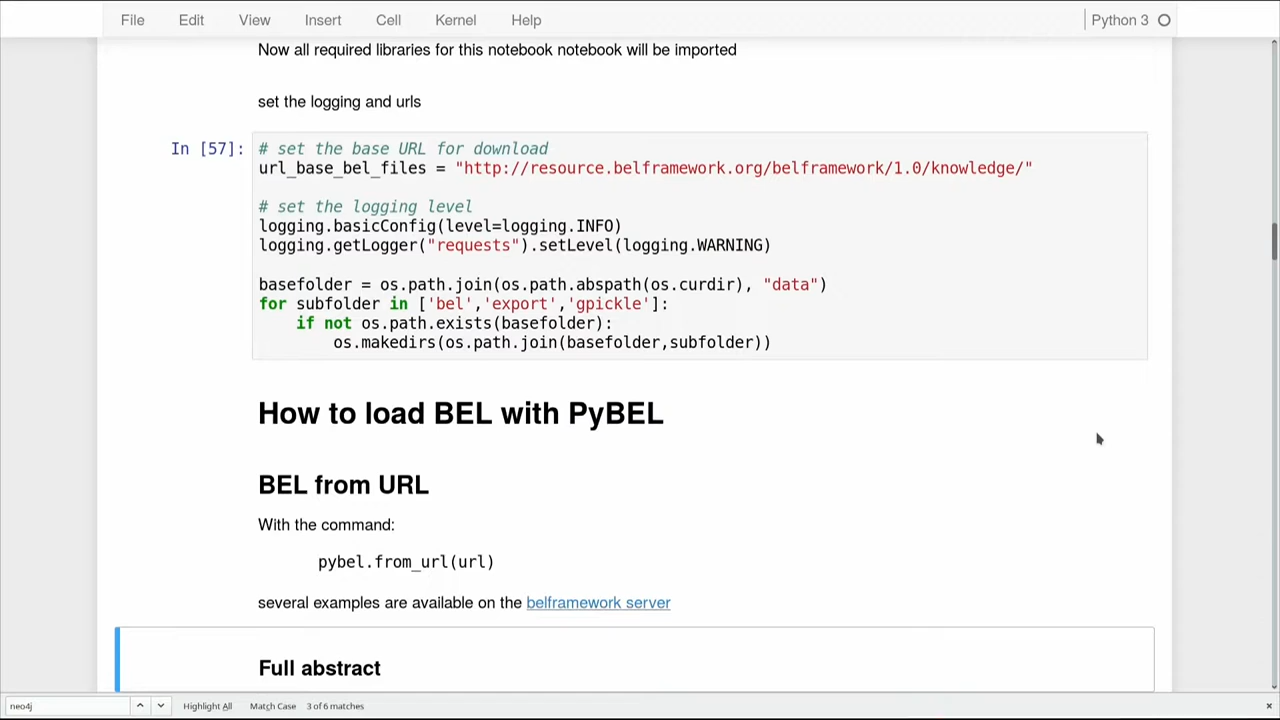 File Edit View Insert Cell Kernel Help Python 3
Now all required libraries for this notebook notebook will be imported
set the logging and urls
In [57]: # set the base URL for download
url_base_bel_files = "http://resource.belframework.org/belframework/1.0/knowledge/"
# set the logging level
logging.basicConfig(level=logging.INFO)
logging.getLogger("requests").setLevel(logging.WARNING)
basefolder = os.path.join(os.path.abspath(os.curdir), "data")
for subfolder in ['bel','export','gpickle']:
    if not os.path.exists(basefolder):
        os.makedirs(os.path.join(basefolder,subfolder))
How to load BEL with PyBEL
BEL from URL
With the command:
pybel.from_url(url)
several examples are available on the belframework server
Full abstract
neo4j Highlight All Match Case 3 of 6 matches